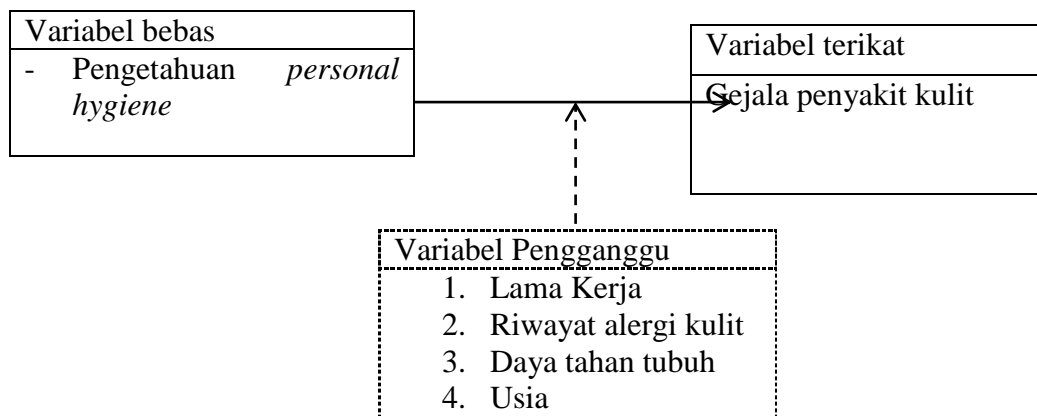 Variabel bebas
- Pengetahuan personal
hygiene
Variabel terikat
Gejala penyakit kulit
Variabel Pengganggu
1. Lama Kerja
2. Riwayat alergi kulit
3. Daya tahan tubuh
4. Usia